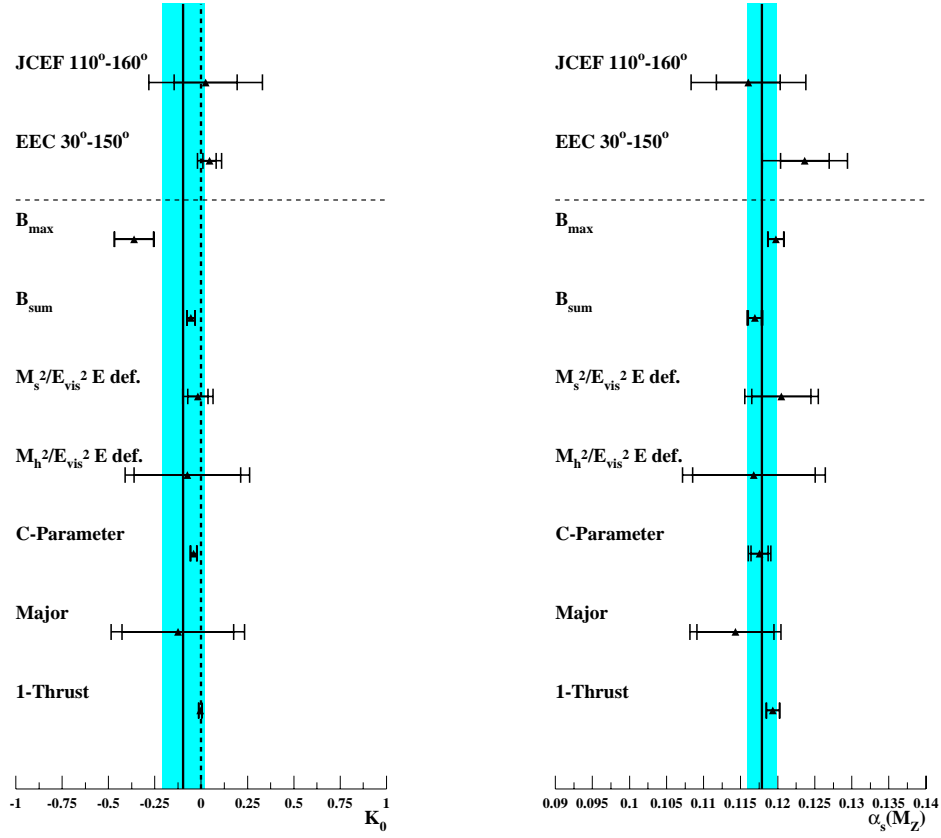 JCEF 110°-160°
EEC 30°-150°
B_max
B_sum
M_s²/E_vis² E def.
M_h²/E_vis² E def.
C-Parameter
Major
1-Thrust
-1 -0.75 -0.5 -0.25 0 0.25 0.5 0.75 1
K₀
JCEF 110°-160°
EEC 30°-150°
B_max
B_sum
M_s²/E_vis² E def.
M_h²/E_vis² E def.
C-Parameter
Major
1-Thrust
0.09 0.095 0.1 0.105 0.11 0.115 0.12 0.125 0.13 0.135 0.14
α_s(M_Z)